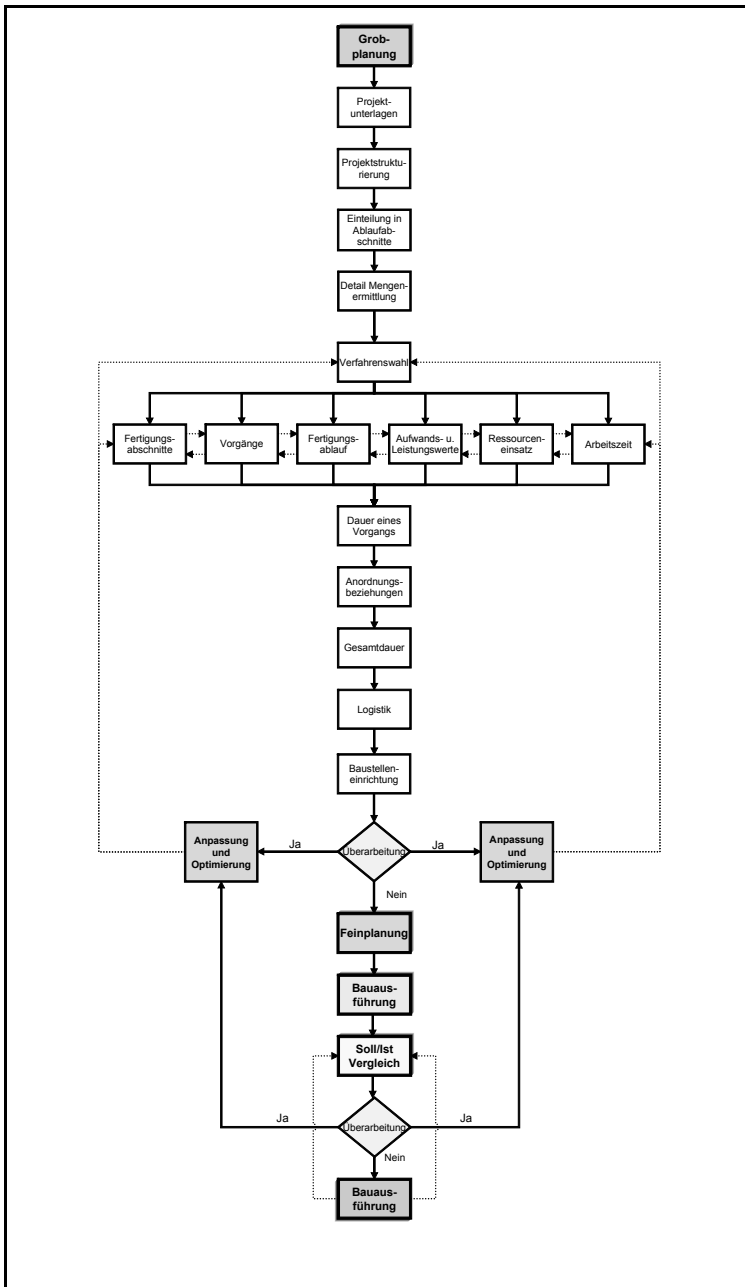 Grob-
planung
Projekt-
unterlagen
Projektstruktu-
rierung
Einteilung in
Ablaufab-
schnitte
Detail Mengen-
ermittlung
Verfahrenswahl
Fertigungs-
abschnitte
Vorgänge
Fertigungs-
ablauf
Aufwands- u.
Leistungswerte
Ressourcen-
einsatz
Arbeitszeit
Dauer eines
Vorgangs
Anordnungs-
beziehungen
Gesamtdauer
Logistik
Baustellen-
einrichtung
Anpassung
und
Optimierung
Ja
Überarbeitung
Ja
Anpassung
und
Optimierung
Nein
Feinplanung
Bauaus-
führung
Soll/Ist
Vergleich
Ja
Überarbeitung
Ja
Nein
Bauaus-
führung